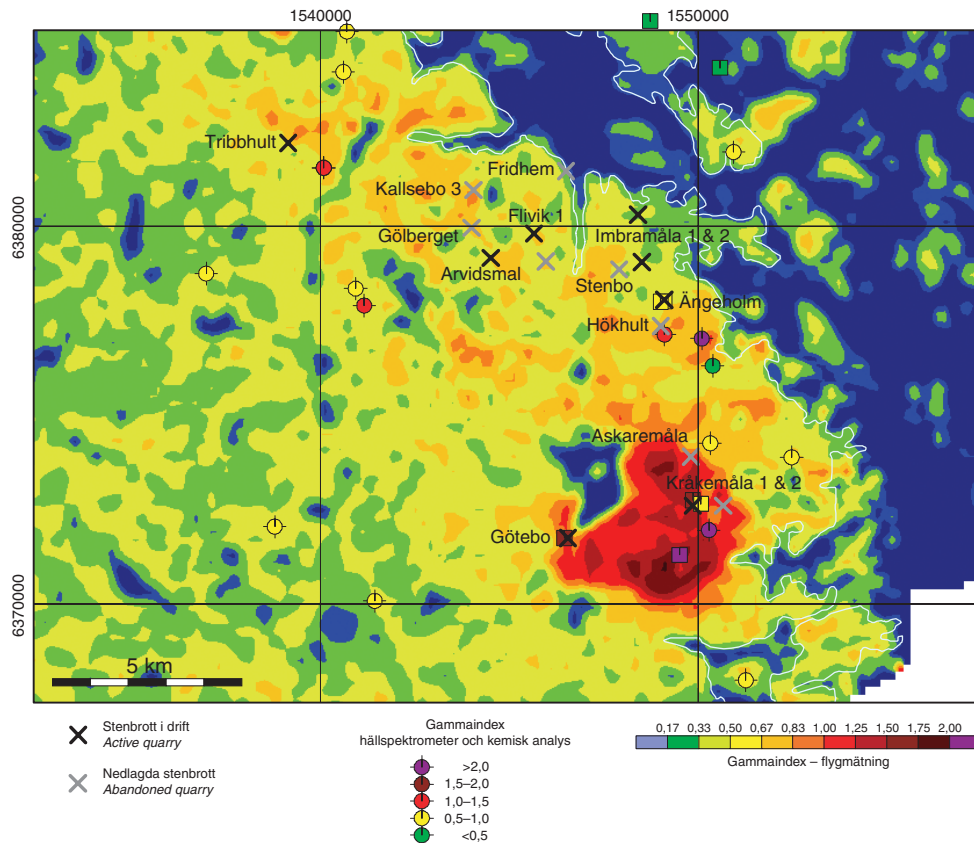 1540000
1550000
Tribbhult
Fridhem
Kallsebo 3
Flivik 1
6380000
Gölberget
Imbramåla 1 & 2
Arvidsmal
Stenbo
Ängeholm
Hökhult
Askaremåla
Kråkemåla 1 & 2
Götebo
6370000
5 km
Stenbrott i drift
Active quarry
Nedlagda stenbrott
Abandoned quarry
Gammaindex
hällspektrometer och kemisk analys
>2,0
1,5–2,0
1,0–1,5
0,5–1,0
<0,5
0,17 0,33 0,50 0,67 0,83 1,00 1,25 1,50 1,75 2,00
Gammaindex – flygmätning